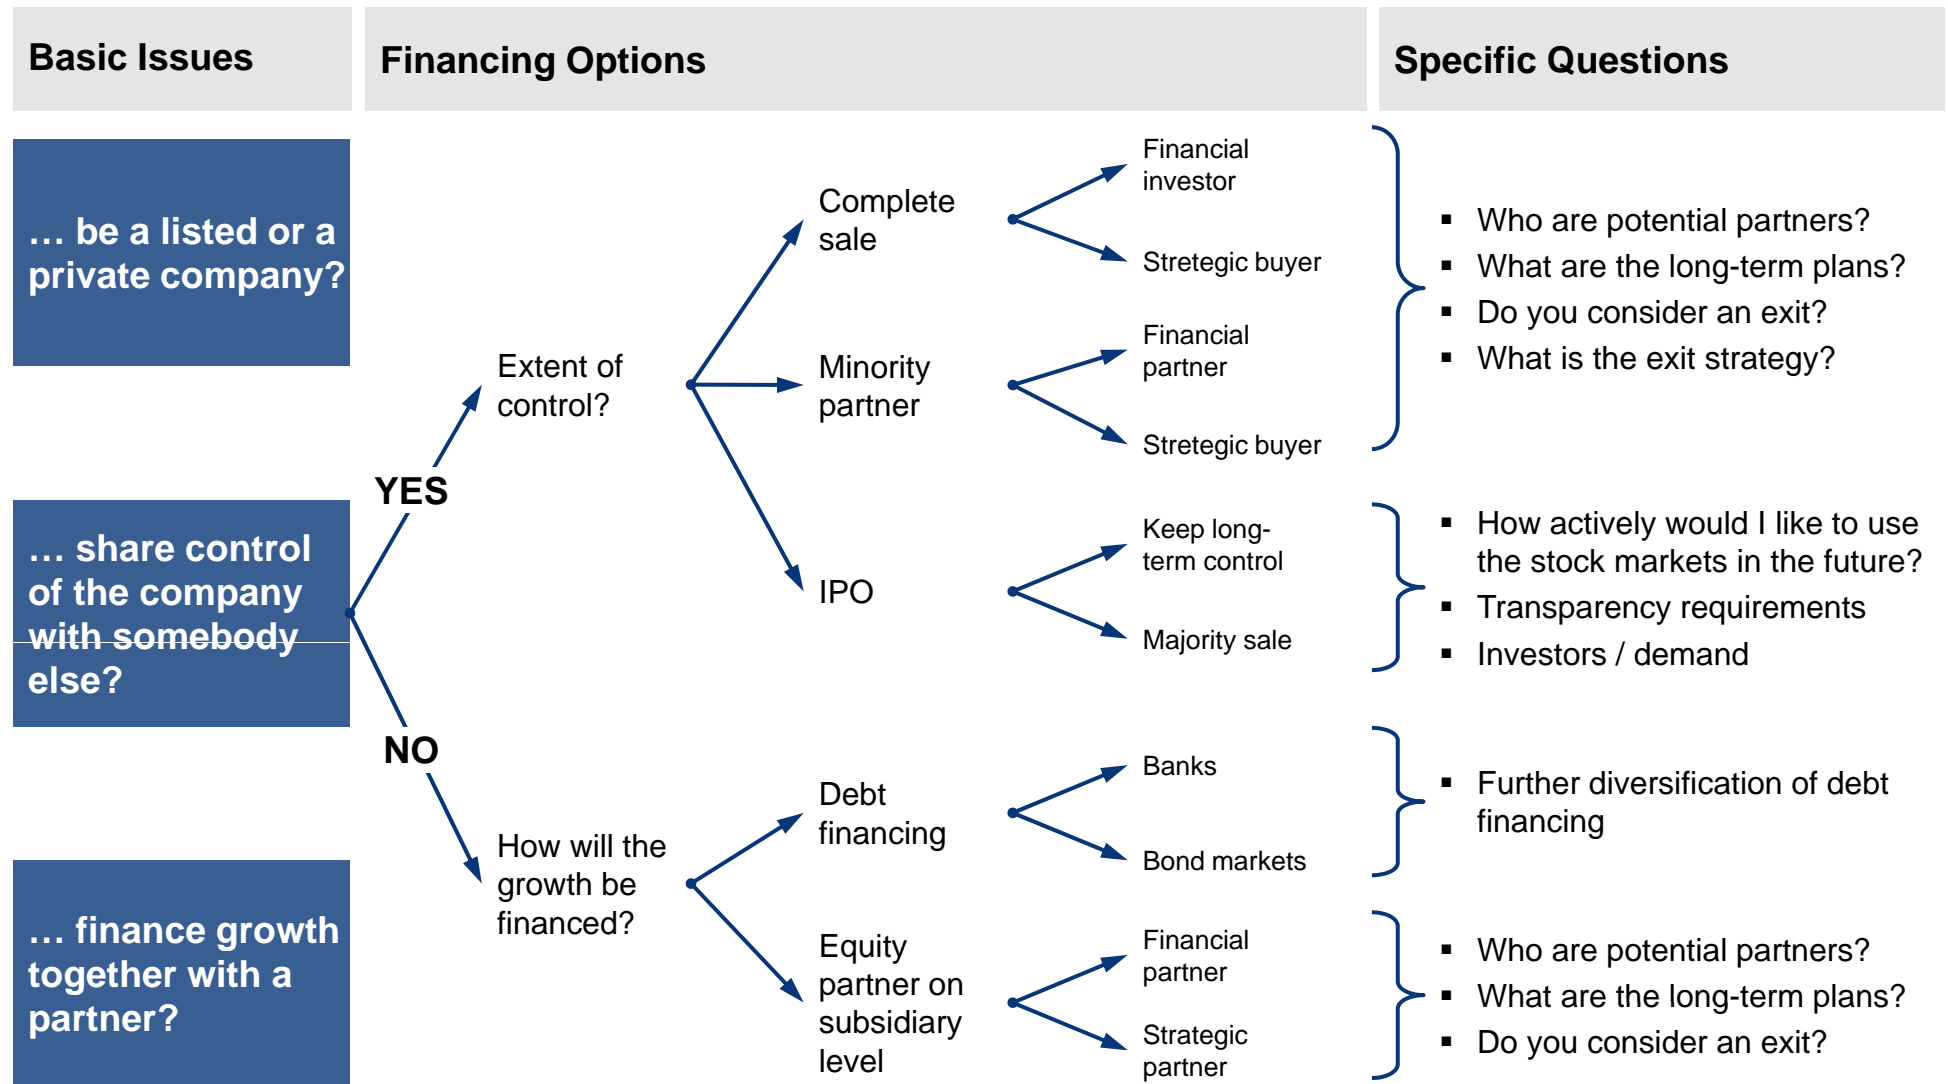 Basic Issues
Financing Options
Specific Questions
… be a listed or a
private company?
… share control
of the company
with somebody
else?
… finance growth
together with a
partner?
YES
NO
Extent of
control?
How will the
growth be
financed?
Complete
sale
Minority
partner
IPO
Debt
financing
Equity
partner on
subsidiary
level
Financial
investor
Stretegic buyer
Financial
partner
Stretegic buyer
Keep long-
term control
Majority sale
Banks
Bond markets
Financial
partner
Strategic
partner
▪ Who are potential partners?
▪ What are the long-term plans?
▪ Do you consider an exit?
▪ What is the exit strategy?
▪ How actively would I like to use
the stock markets in the future?
▪ Transparency requirements
▪ Investors / demand
▪ Further diversification of debt
financing
▪ Who are potential partners?
▪ What are the long-term plans?
▪ Do you consider an exit?